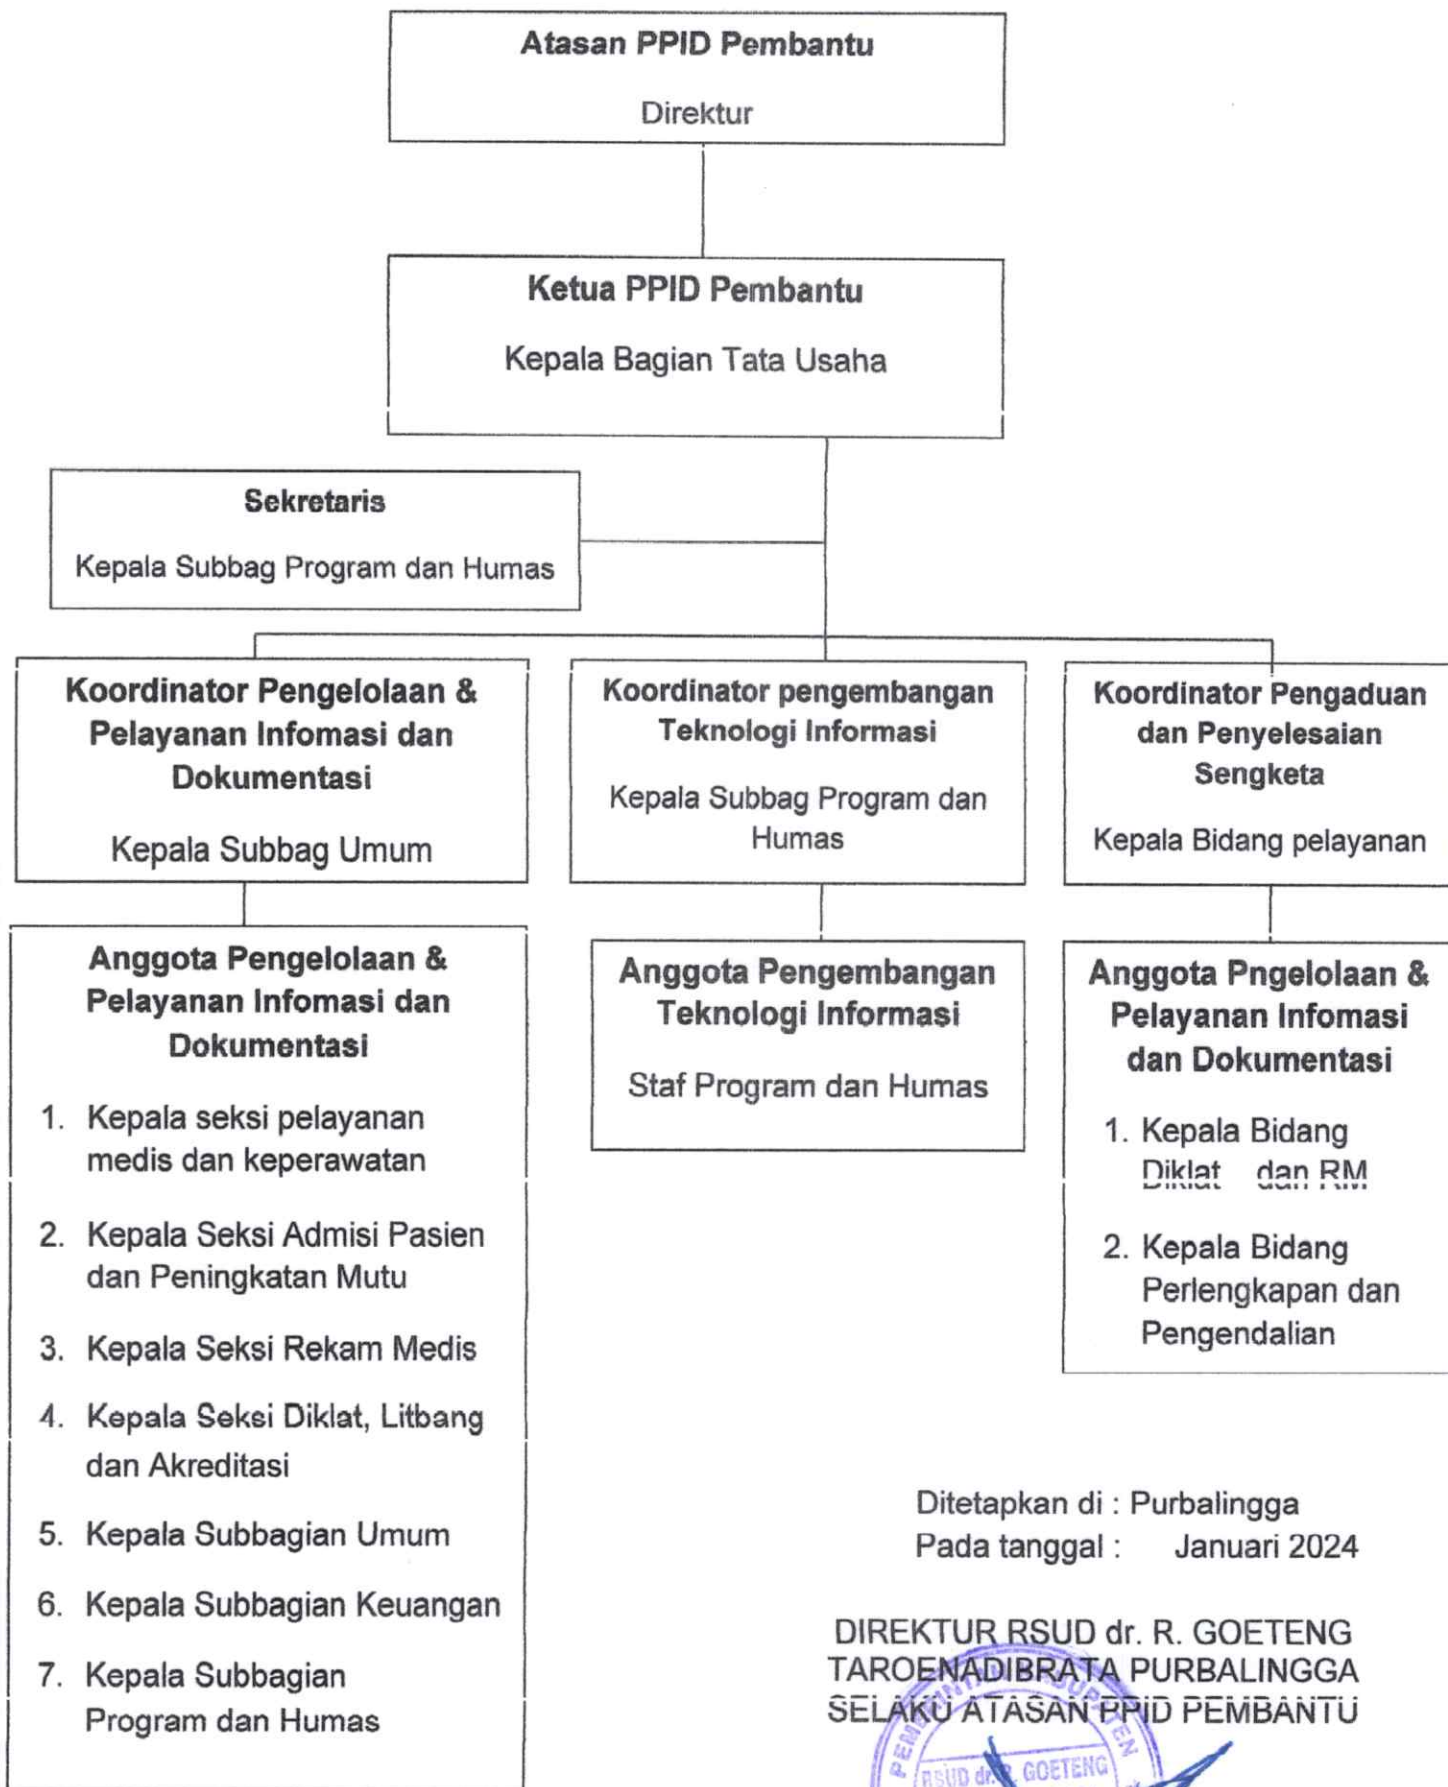 Atasan PPID Pembantu
Direktur
Ketua PPID Pembantu
Kepala Bagian Tata Usaha
Sekretaris
Kepala Subbag Program dan Humas
Koordinator Pengelolaan &
Pelayanan Infomasi dan
Dokumentasi
Kepala Subbag Umum
Koordinator pengembangan
Teknologi Informasi
Kepala Subbag Program dan
Humas
Koordinator Pengaduan
dan Penyelesaian
Sengketa
Kepala Bidang pelayanan
Anggota Pengelolaan &
Pelayanan Infomasi dan
Dokumentasi
1. Kepala seksi pelayanan
medis dan keperawatan
2. Kepala Seksi Admisi Pasien
dan Peningkatan Mutu
3. Kepala Seksi Rekam Medis
4. Kepala Seksi Diklat, Litbang
dan Akreditasi
5. Kepala Subbagian Umum
6. Kepala Subbagian Keuangan
7. Kepala Subbagian
Program dan Humas
Anggota Pengembangan
Teknologi Informasi
Staf Program dan Humas
Anggota Pngelolaan &
Pelayanan Infomasi
dan Dokumentasi
1. Kepala Bidang
Diklat dan RM
2. Kepala Bidang
Perlengkapan dan
Pengendalian
Ditetapkan di : Purbalingga
Pada tanggal : Januari 2024
DIREKTUR RSUD dr. R. GOETENG
TAROENADIBRATA PURBALINGGA
SELAKU ATASAN PPID PEMBANTU
PEMERINTAH KABUPATEN
RSUD dr. R. GOETENG